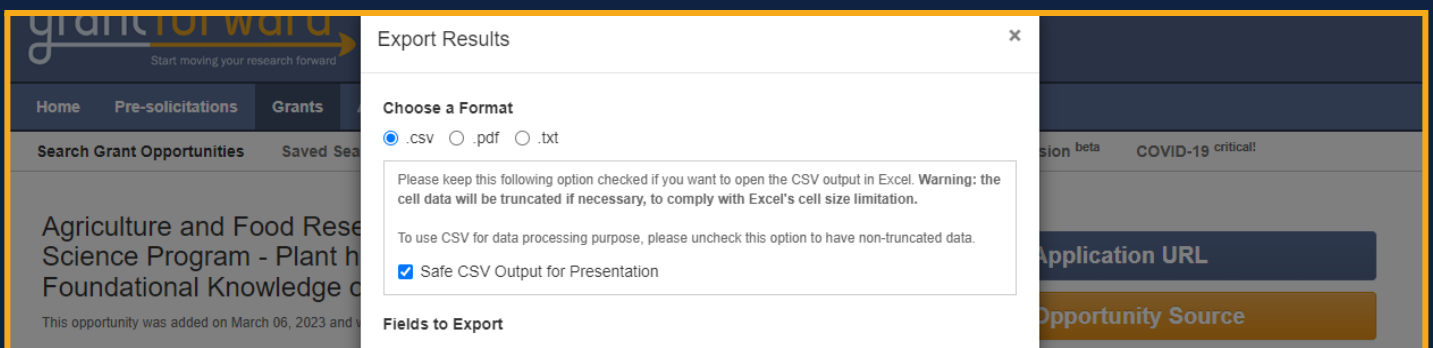 grantforward
Start moving your research forward
Export Results
×
Home Pre-solicitations Grants
Choose a Format
.csv .pdf .txt
Search Grant Opportunities Saved
beta COVID-19 critical!
Please keep this following option checked if you want to open the CSV output in Excel. Warning: the
cell data will be truncated if necessary, to comply with Excel's cell size limitation.
To use CSV for data processing purpose, please uncheck this option to have non-truncated data.
Safe CSV Output for Presentation
Fields to Export
Agriculture and Food
Science Program - Plant
Foundational Knowledge
This opportunity was added on March 06, 2023 and
Application URL
Opportunity Source